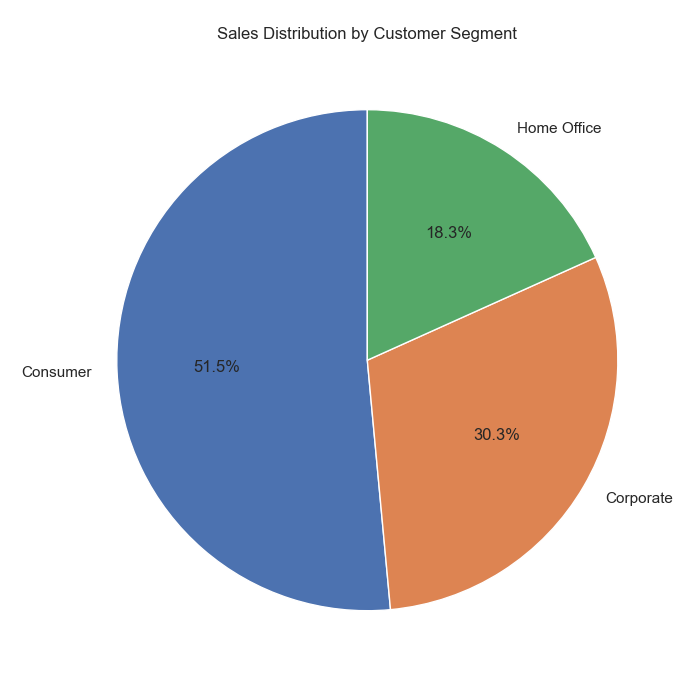 Sales Distribution by Customer Segment
Home Office
18.3%
51.5%
Consumer
30.3%
Corporate